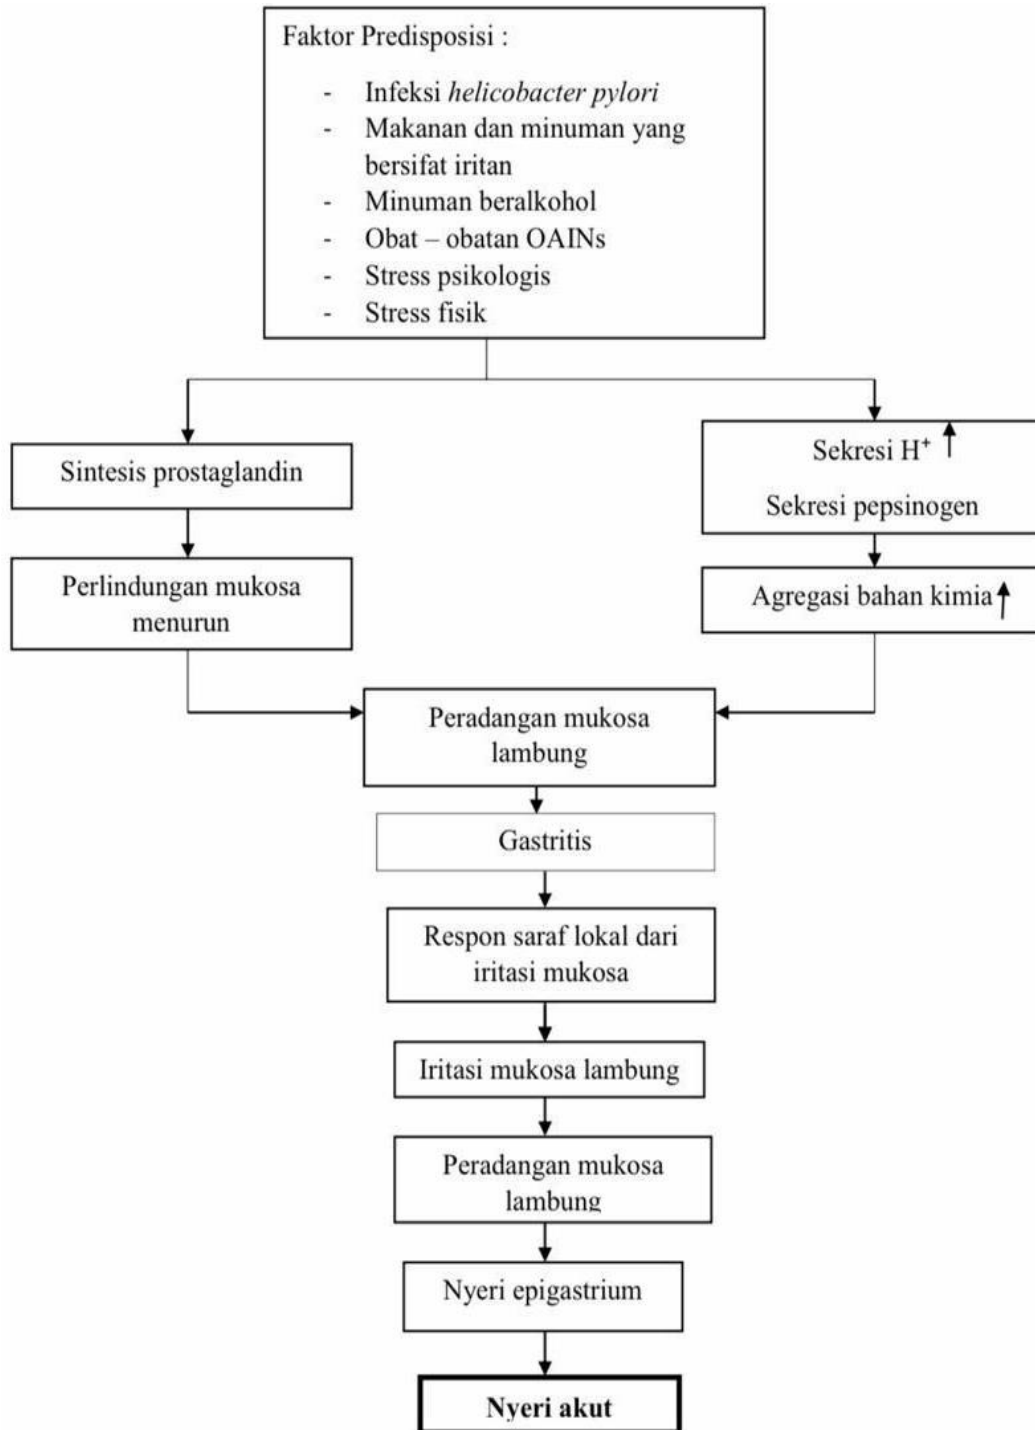 Faktor Predisposisi :
- Infeksi helicobacter pylori
- Makanan dan minuman yang
bersifat iritan
- Minuman beralkohol
- Obat – obatan OAINs
- Stress psikologis
- Stress fisik
Sintesis prostaglandin
Sekresi H⁺ ↑
Sekresi pepsinogen
Perlindungan mukosa
menurun
Agregasi bahan kimia ↑
Peradangan mukosa
lambung
Gastritis
Respon saraf lokal dari
iritasi mukosa
Iritasi mukosa lambung
Peradangan mukosa
lambung
Nyeri epigastrium
Nyeri akut